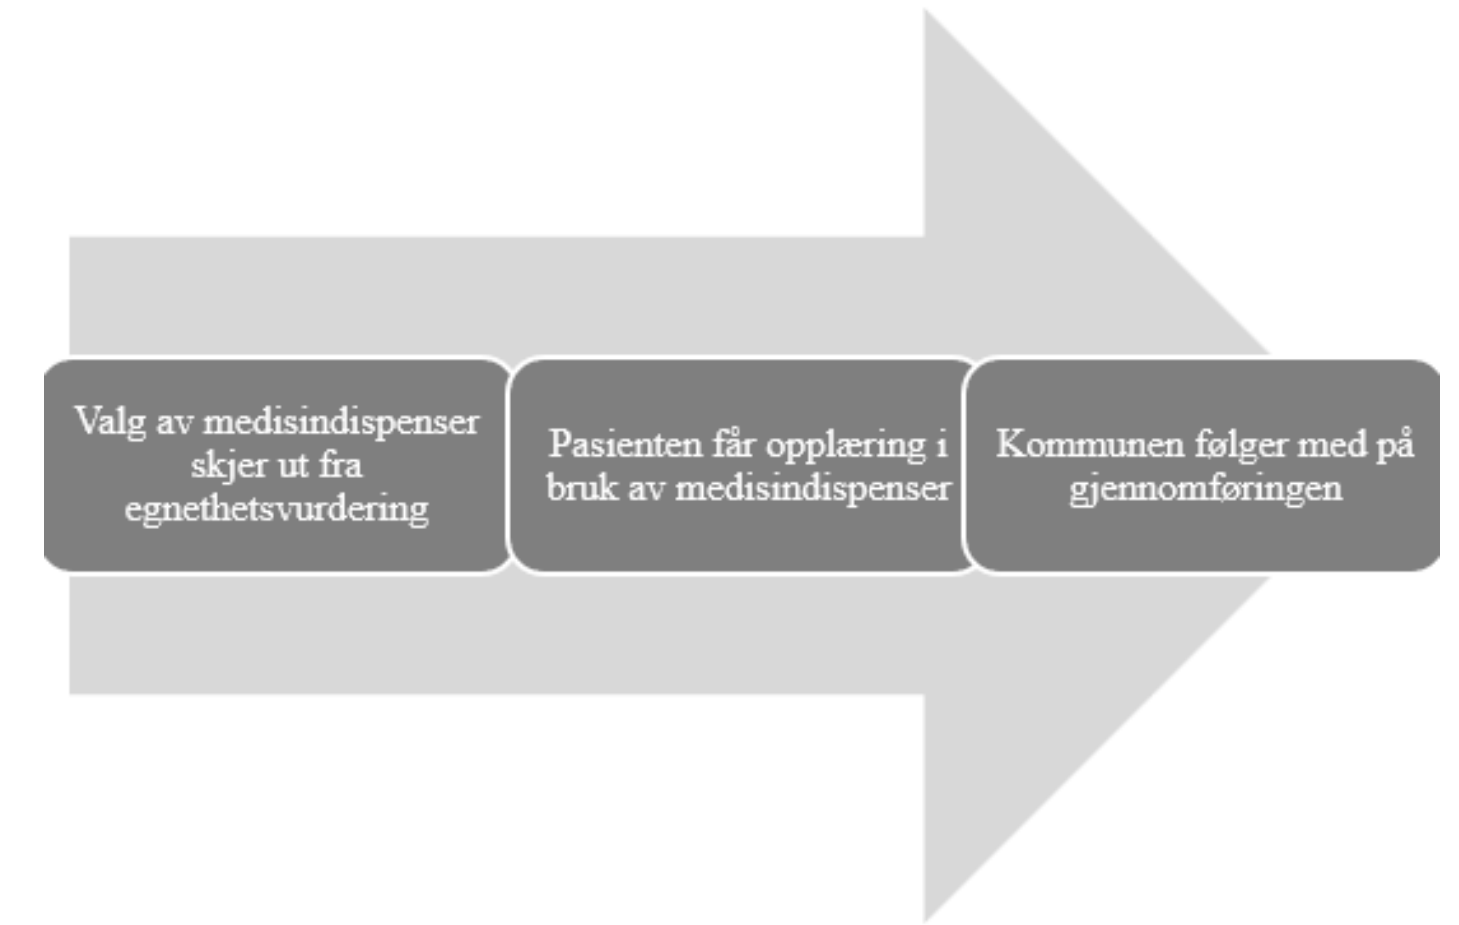 Valg av medisindispenser
skjer ut fra
egnethetsvurdering
Pasienten får opplæring i
bruk av medisindispenser
Kommunen følger med på
gjennomføringen